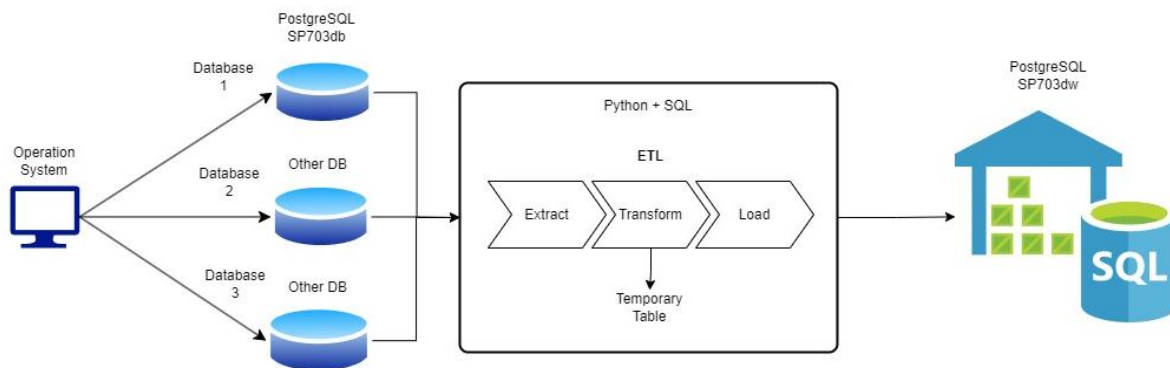 Operation
System
Database
1
Database
2
Database
3
PostgreSQL
SP703db
Other DB
Other DB
Python + SQL
ETL
Extract
Transform
Load
Temporary
Table
PostgreSQL
SP703dw
SQL